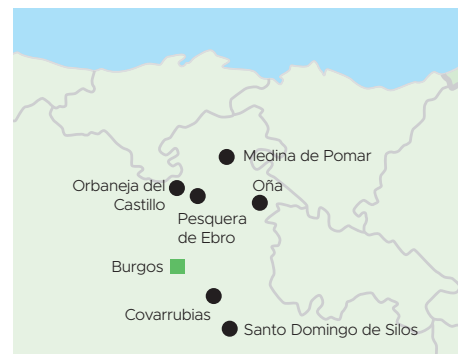 Medina de Pomar
Orbaneja del
Castillo
Oña
Pesquera
de Ebro
Burgos
Covarrubias
Santo Domingo de Silos